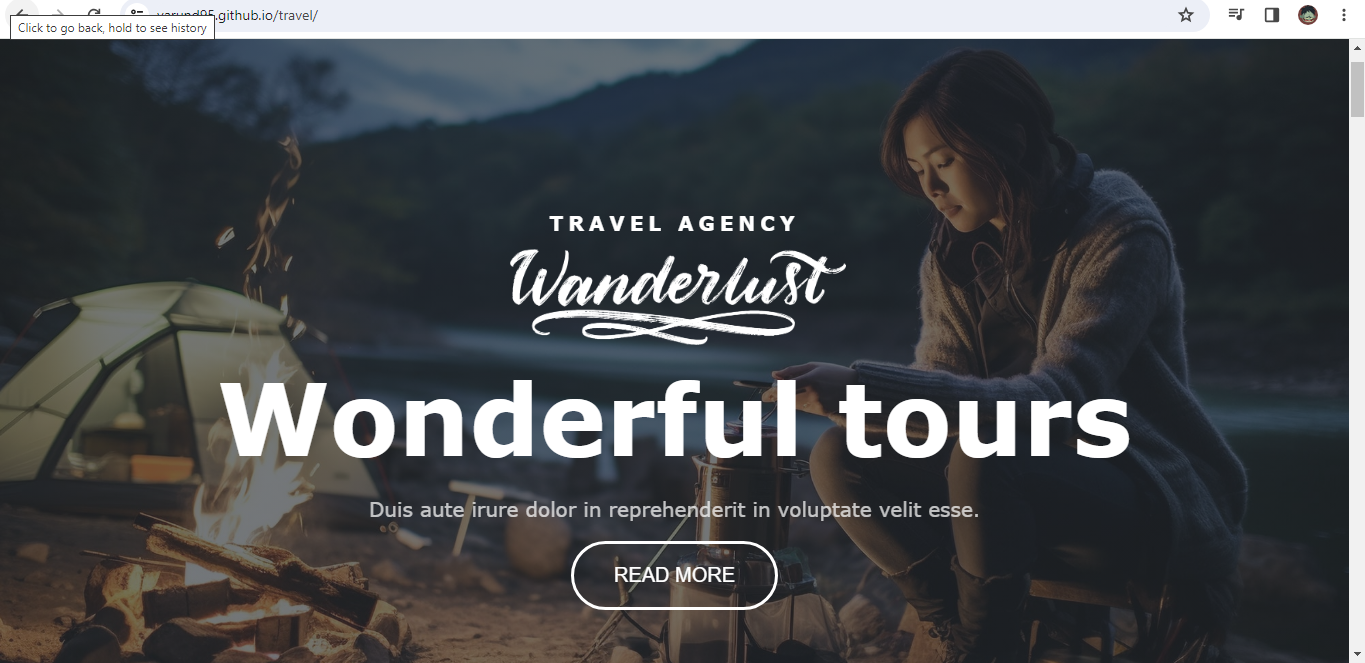 .github.io/travel/
Click to go back, hold to see history
TRAVEL AGENCY
Wanderlust
Wonderful tours
Duis aute irure dolor in reprehenderit in voluptate velit esse.
READ MORE